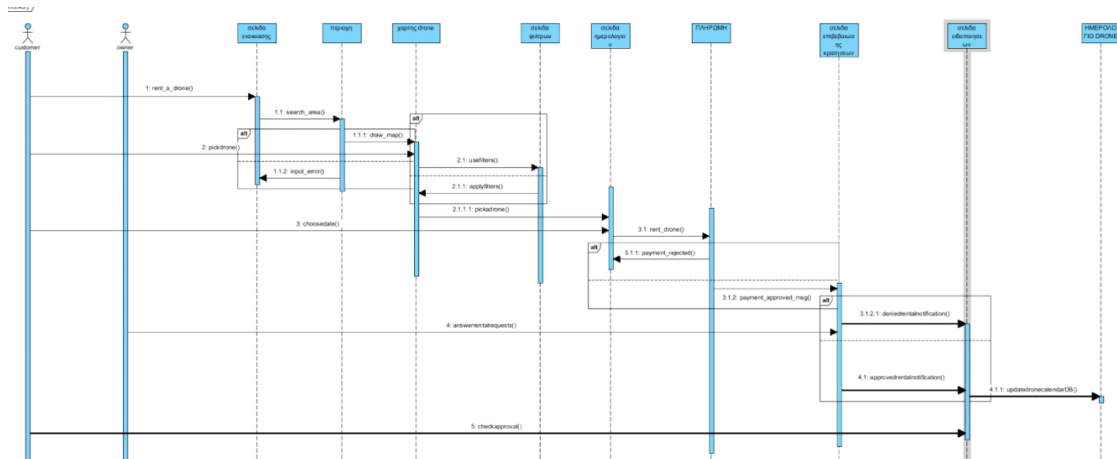 customer
owner
σελιδα
ενοικιασης
περιοχη
χαρτης drone
σελιδα
φιλτρων
σελιδα
ημερολογιο
υ
ΠΛΗΡΩΜΗ
σελιδα
επιβεβαιωσ
ης
κρατησεων
σελιδα
ειδοποιησε
ων
ΗΜΕΡΟΛΟ
ΓΙΟ DRONE
1: rent_a_drone()
1.1: search_area()
alt
alt
1.1.1: draw_map()
2: pickdrone()
2.1: usefilters()
1.1.2: input_error()
2.1.1: applyfilters()
2.1.1.1: pickadrone()
3: choosedate()
3.1: rent_drone()
alt
3.1.1: payment_rejected()
3.1.2: payment_approved_msg()
alt
3.1.2.1: deniedrentalnotification()
4: answerrentalrequests()
4.1: approvedrentalnotification()
4.1.1: updatedronecalendarDB()
5: checkapproval()